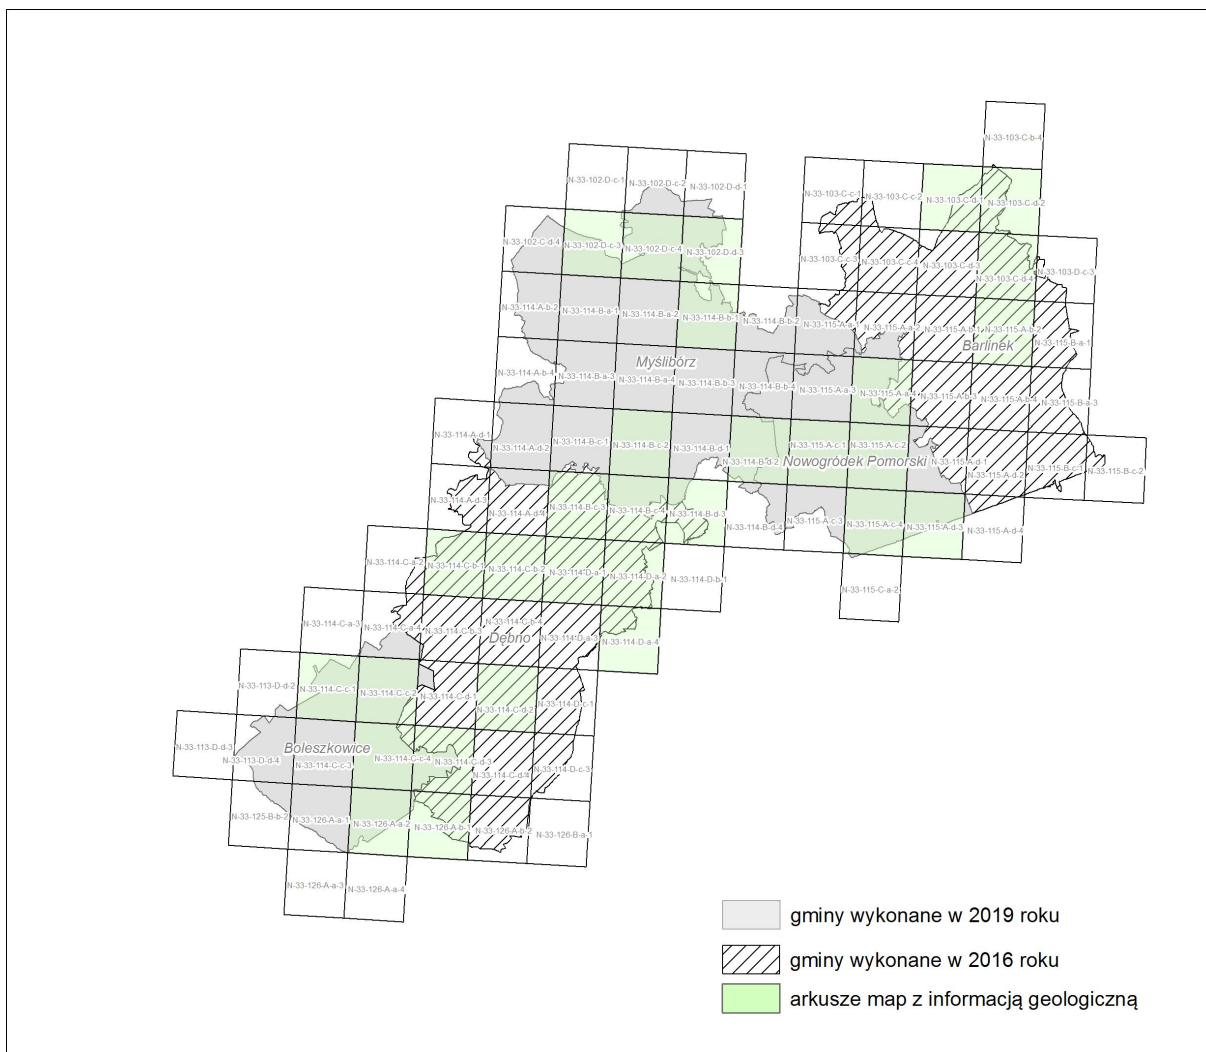 N-33-103-C-b-4
N-33-102-D-c-1
N-33-102-D-c-2
N-33-102-D-d-1
N-33-103-C-c-1
N-33-103-C-c-2
N-33-103-C-d-1
N-33-103-C-d-2
N-33-102-C-d-4
N-33-102-D-c-3
N-33-102-D-c-4
N-33-102-D-d-3
N-33-103-C-c-3
N-33-103-C-c-4
N-33-103-C-d-3
N-33-103-C-d-4
N-33-103-D-c-3
N-33-114-A-b-2
N-33-114-B-a-1
N-33-114-B-a-2
N-33-114-B-b-1
N-33-114-B-b-2
N-33-115-A-a-1
N-33-115-A-a-2
N-33-115-A-b-1
N-33-115-A-b-2
N-33-115-B-a-1
Barlinek
Myślibórz
N-33-114-A-b-4
N-33-114-B-a-3
N-33-114-B-a-4
N-33-114-B-b-3
N-33-114-B-b-4
N-33-115-A-a-3
N-33-115-A-a-4
N-33-115-A-b-3
N-33-115-A-b-4
N-33-115-B-a-3
N-33-114-A-d-1
N-33-114-A-d-2
N-33-114-B-c-1
N-33-114-B-c-2
N-33-114-B-d-1
N-33-114-B-d-2
N-33-115-A-c-1
N-33-115-A-c-2
Nowogródek Pomorski
N-33-115-A-d-1
N-33-115-A-d-2
N-33-115-B-c-1
N-33-115-B-c-2
N-33-114-A-d-3
N-33-114-A-d-4
N-33-114-B-c-3
N-33-114-B-c-4
N-33-114-B-d-3
N-33-114-B-d-4
N-33-115-A-c-3
N-33-115-A-c-4
N-33-115-A-d-3
N-33-115-A-d-4
N-33-114-C-a-2
N-33-114-C-b-1
N-33-114-C-b-2
N-33-114-D-a-1
N-33-114-D-a-2
N-33-114-D-b-1
N-33-115-C-a-2
N-33-114-C-a-3
N-33-114-C-a-4
N-33-114-C-b-3
N-33-114-C-b-4
Dębno
N-33-114-D-a-3
N-33-114-D-a-4
N-33-113-D-d-2
N-33-114-C-c-1
N-33-114-C-c-2
N-33-114-C-d-1
N-33-114-C-d-2
N-33-114-D-c-1
N-33-113-D-d-3
N-33-113-D-d-4
Boleszkowice
N-33-114-C-c-3
N-33-114-C-c-4
N-33-114-C-d-3
N-33-114-C-d-4
N-33-114-D-c-3
N-33-125-B-b-2
N-33-126-A-a-1
N-33-126-A-a-2
N-33-126-A-b-1
N-33-126-A-b-2
N-33-126-B-a-1
N-33-126-A-a-3
N-33-126-A-a-4
gminy wykonane w 2019 roku
gminy wykonane w 2016 roku
arkusze map z informacją geologiczną